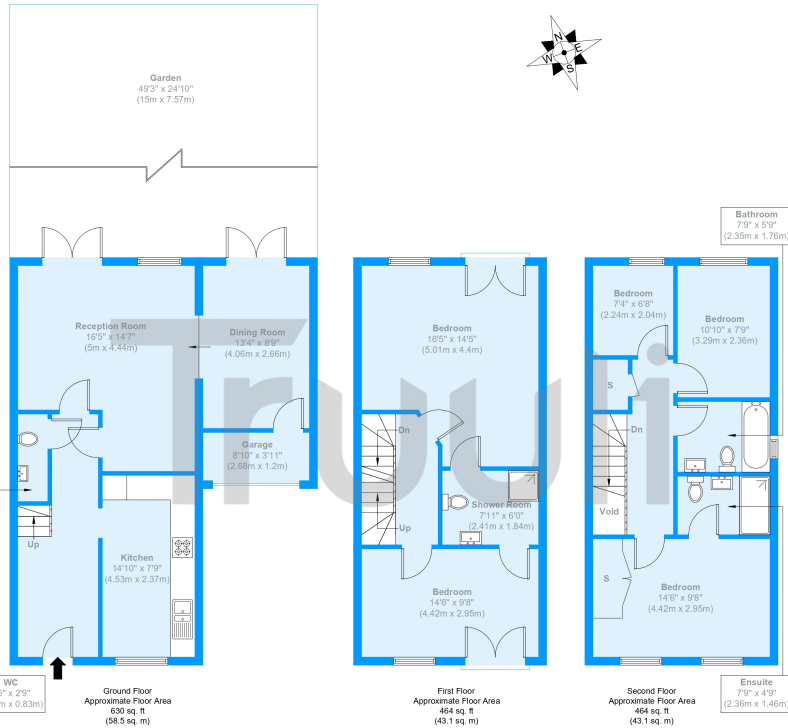 Garden
49'3" x 24'10"
(15m x 7.57m)
N
E
W
S
Bathroom
7'9" x 5'9"
(2.35m x 1.76m)
Reception Room
16'5" x 14'7"
(5m x 4.44m)
Dining Room
13'4" x 8'9"
(4.06m x 2.66m)
Garage
8'10" x 3'11"
(2.68m x 1.2m)
Up
Kitchen
14'10" x 7'9"
(4.53m x 2.37m)
WC
x 2'9"
x 0.83m)
Ground Floor
Approximate Floor Area
630 sq. ft
(58.5 sq. m)
Bedroom
16'5" x 14'5"
(5.01m x 4.4m)
Dn
Up
Shower Room
7'11" x 6'0"
(2.41m x 1.84m)
Bedroom
14'6" x 9'8"
(4.42m x 2.95m)
First Floor
Approximate Floor Area
464 sq. ft
(43.1 sq. m)
Bedroom
7'4" x 6'8"
(2.24m x 2.04m)
Bedroom
10'10" x 7'9"
(3.29m x 2.36m)
S
Dn
Void
S
Bedroom
14'6" x 9'8"
(4.42m x 2.95m)
Second Floor
Approximate Floor Area
464 sq. ft
(43.1 sq. m)
Ensuite
7'9" x 4'9"
(2.36m x 1.46m)
Truuli